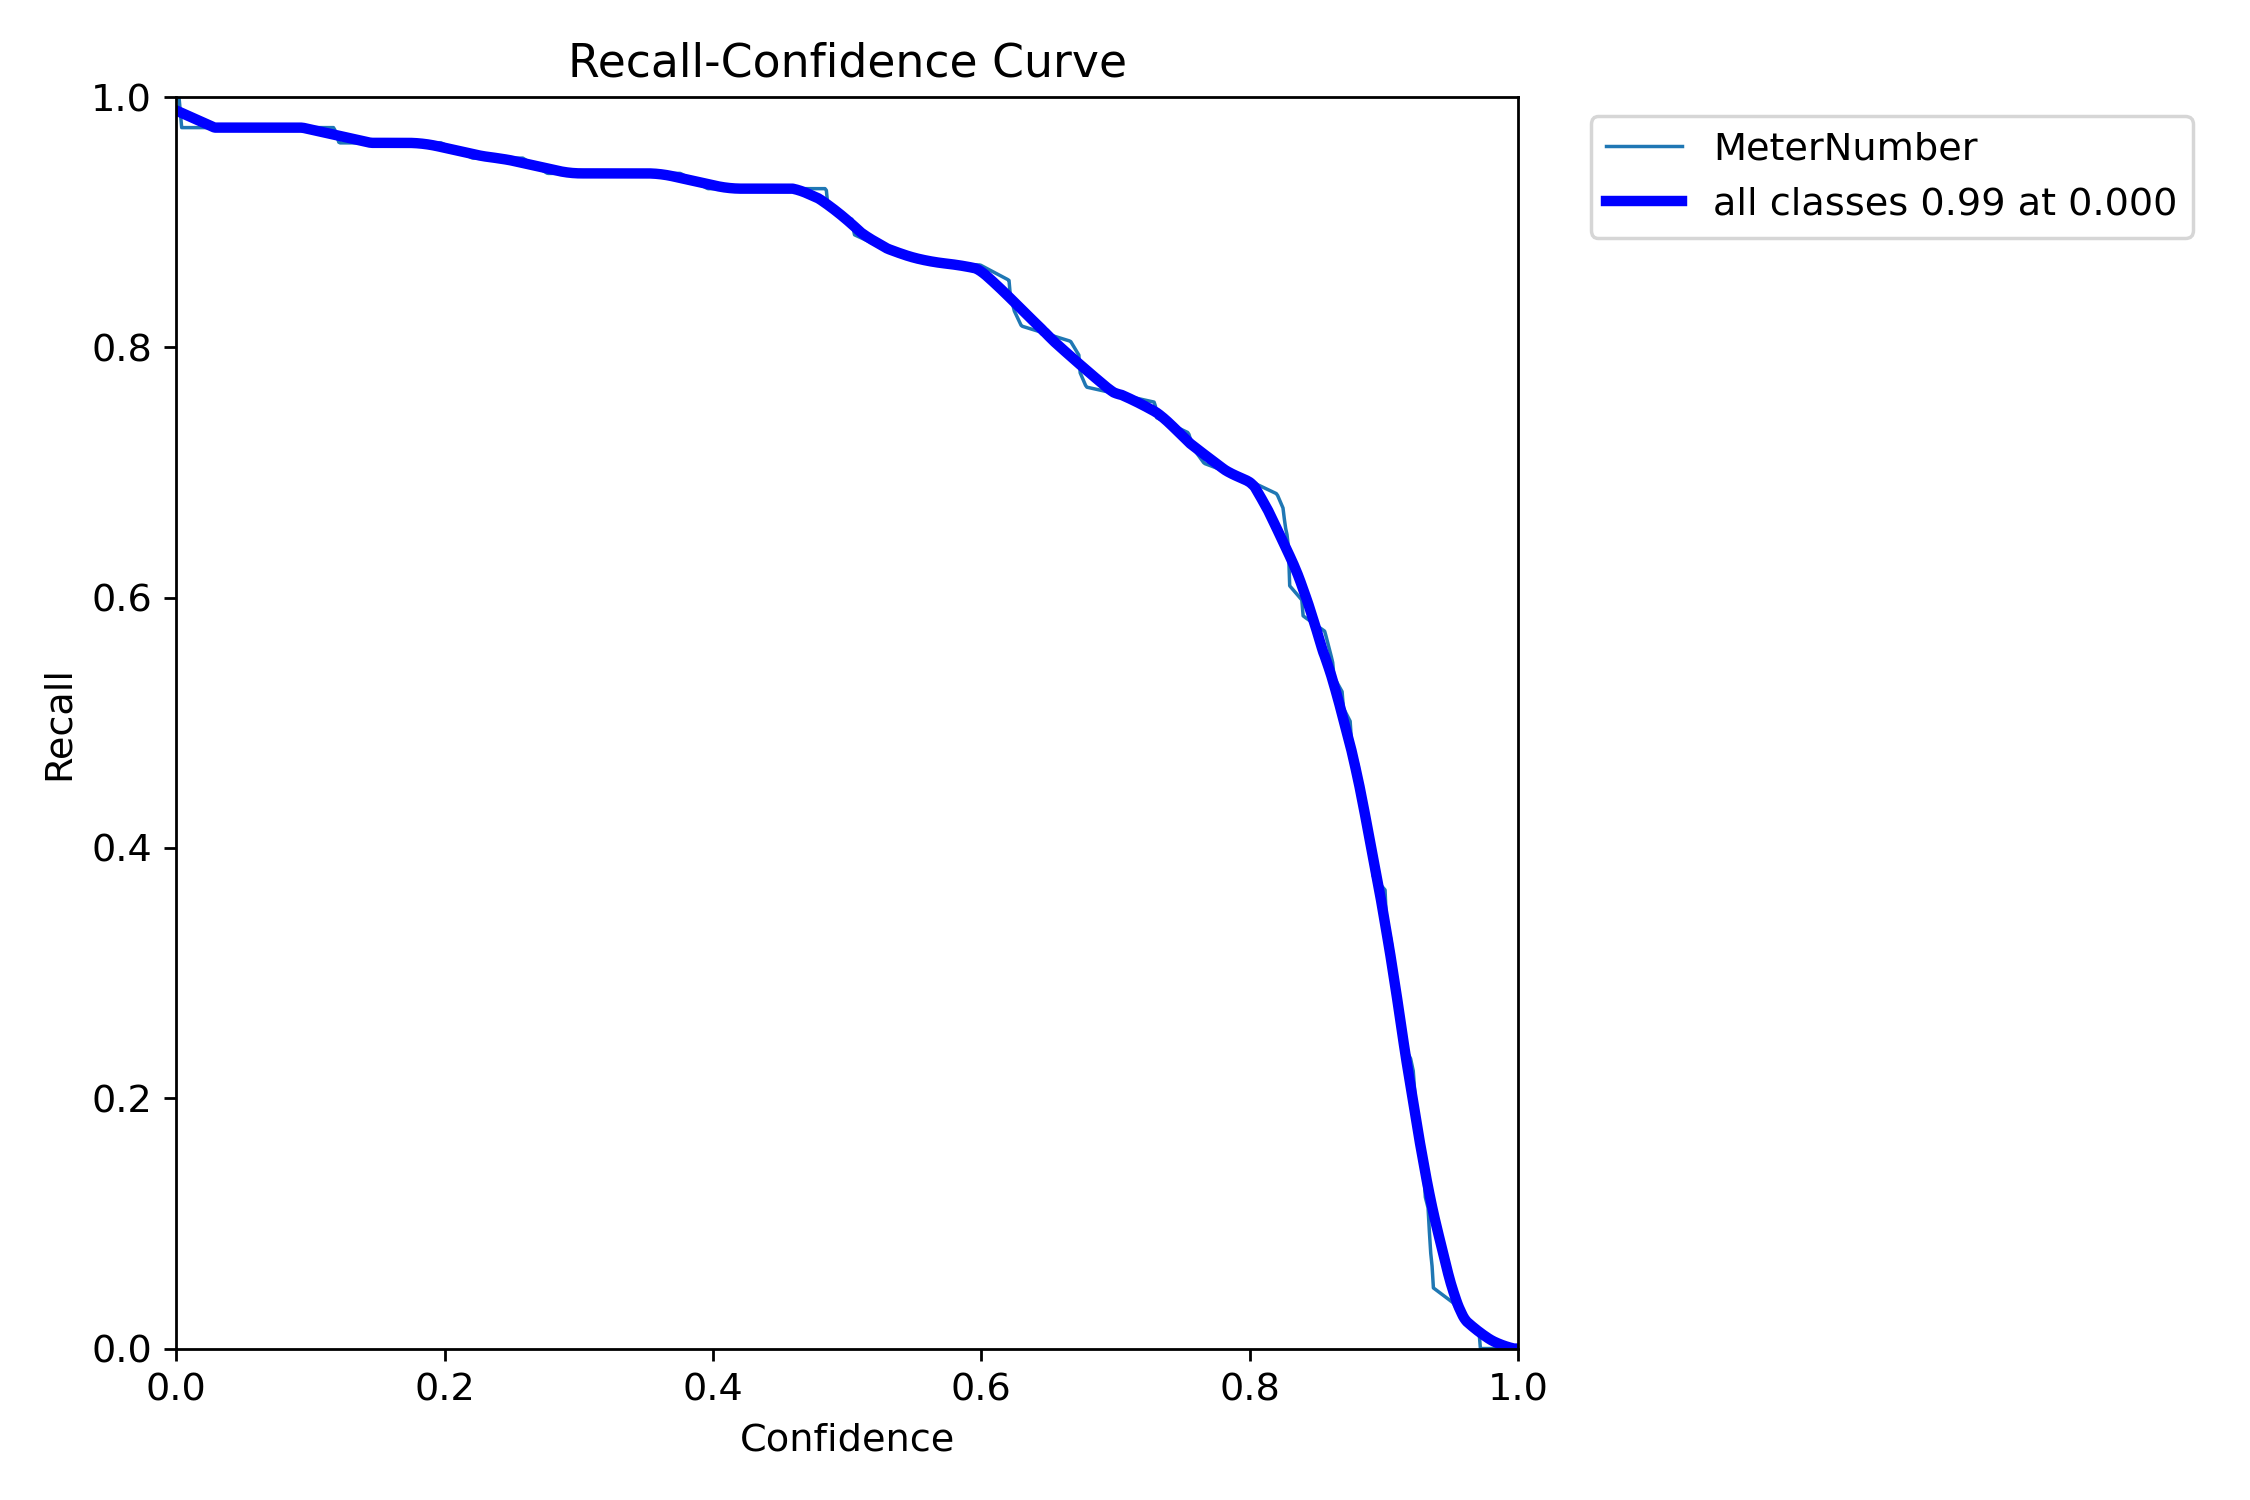 Recall-Confidence Curve
1.0
0.8
0.6
0.4
0.2
0.0
Recall
0.0 0.2 0.4 0.6 0.8 1.0
Confidence
MeterNumber
all classes 0.99 at 0.000